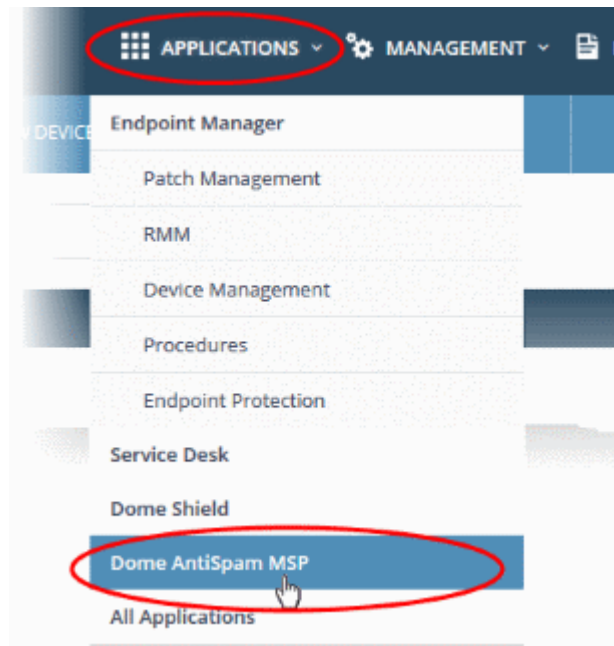 APPLICATIONS MANAGEMENT
DEVICE
Endpoint Manager
Patch Management
RMM
Device Management
Procedures
Endpoint Protection
Service Desk
Dome Shield
Dome AntiSpam MSP
All Applications